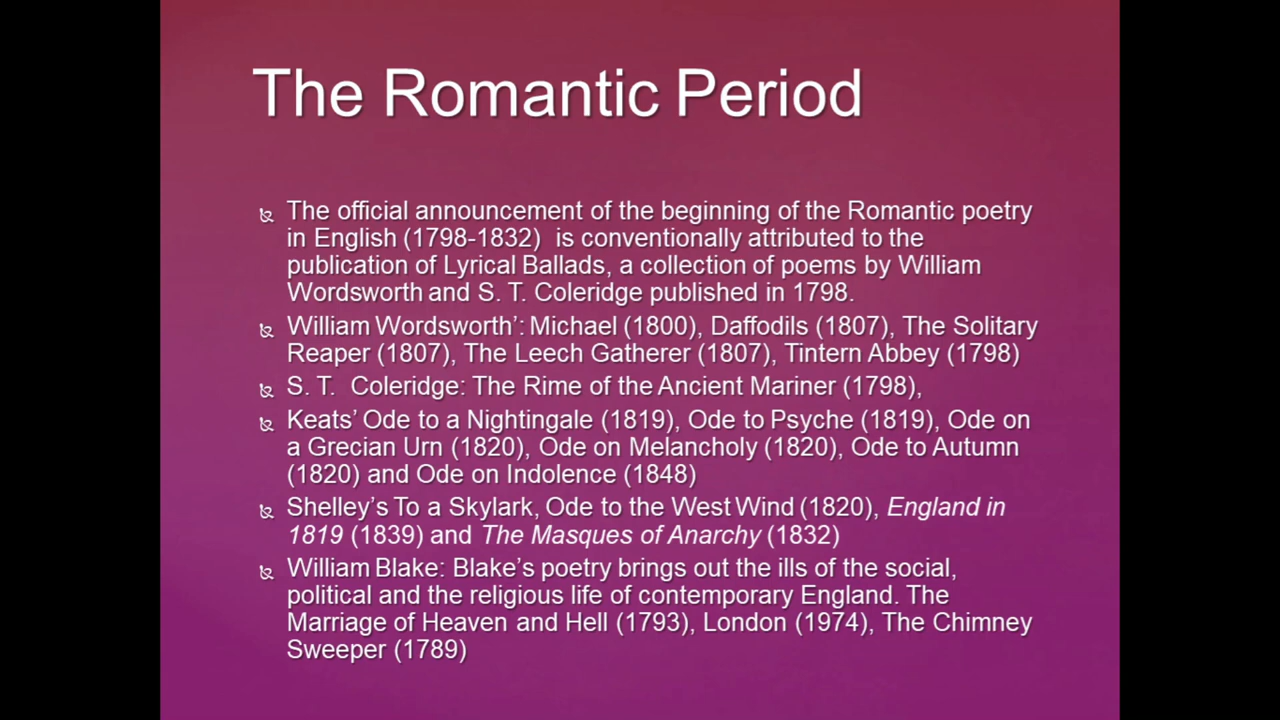 The Romantic Period
The official announcement of the beginning of the Romantic poetry
in English (1798-1832)  is conventionally attributed to the
publication of Lyrical Ballads, a collection of poems by William
Wordsworth and S. T. Coleridge published in 1798.
William Wordsworth’: Michael (1800), Daffodils (1807), The Solitary
Reaper (1807), The Leech Gatherer (1807), Tintern Abbey (1798)
S. T.  Coleridge: The Rime of the Ancient Mariner (1798),
Keats’ Ode to a Nightingale (1819), Ode to Psyche (1819), Ode on
a Grecian Urn (1820), Ode on Melancholy (1820), Ode to Autumn
(1820) and Ode on Indolence (1848)
Shelley’s To a Skylark, Ode to the West Wind (1820), England in
1819 (1839) and The Masques of Anarchy (1832)
William Blake: Blake’s poetry brings out the ills of the social,
political and the religious life of contemporary England. The
Marriage of Heaven and Hell (1793), London (1974), The Chimney
Sweeper (1789)